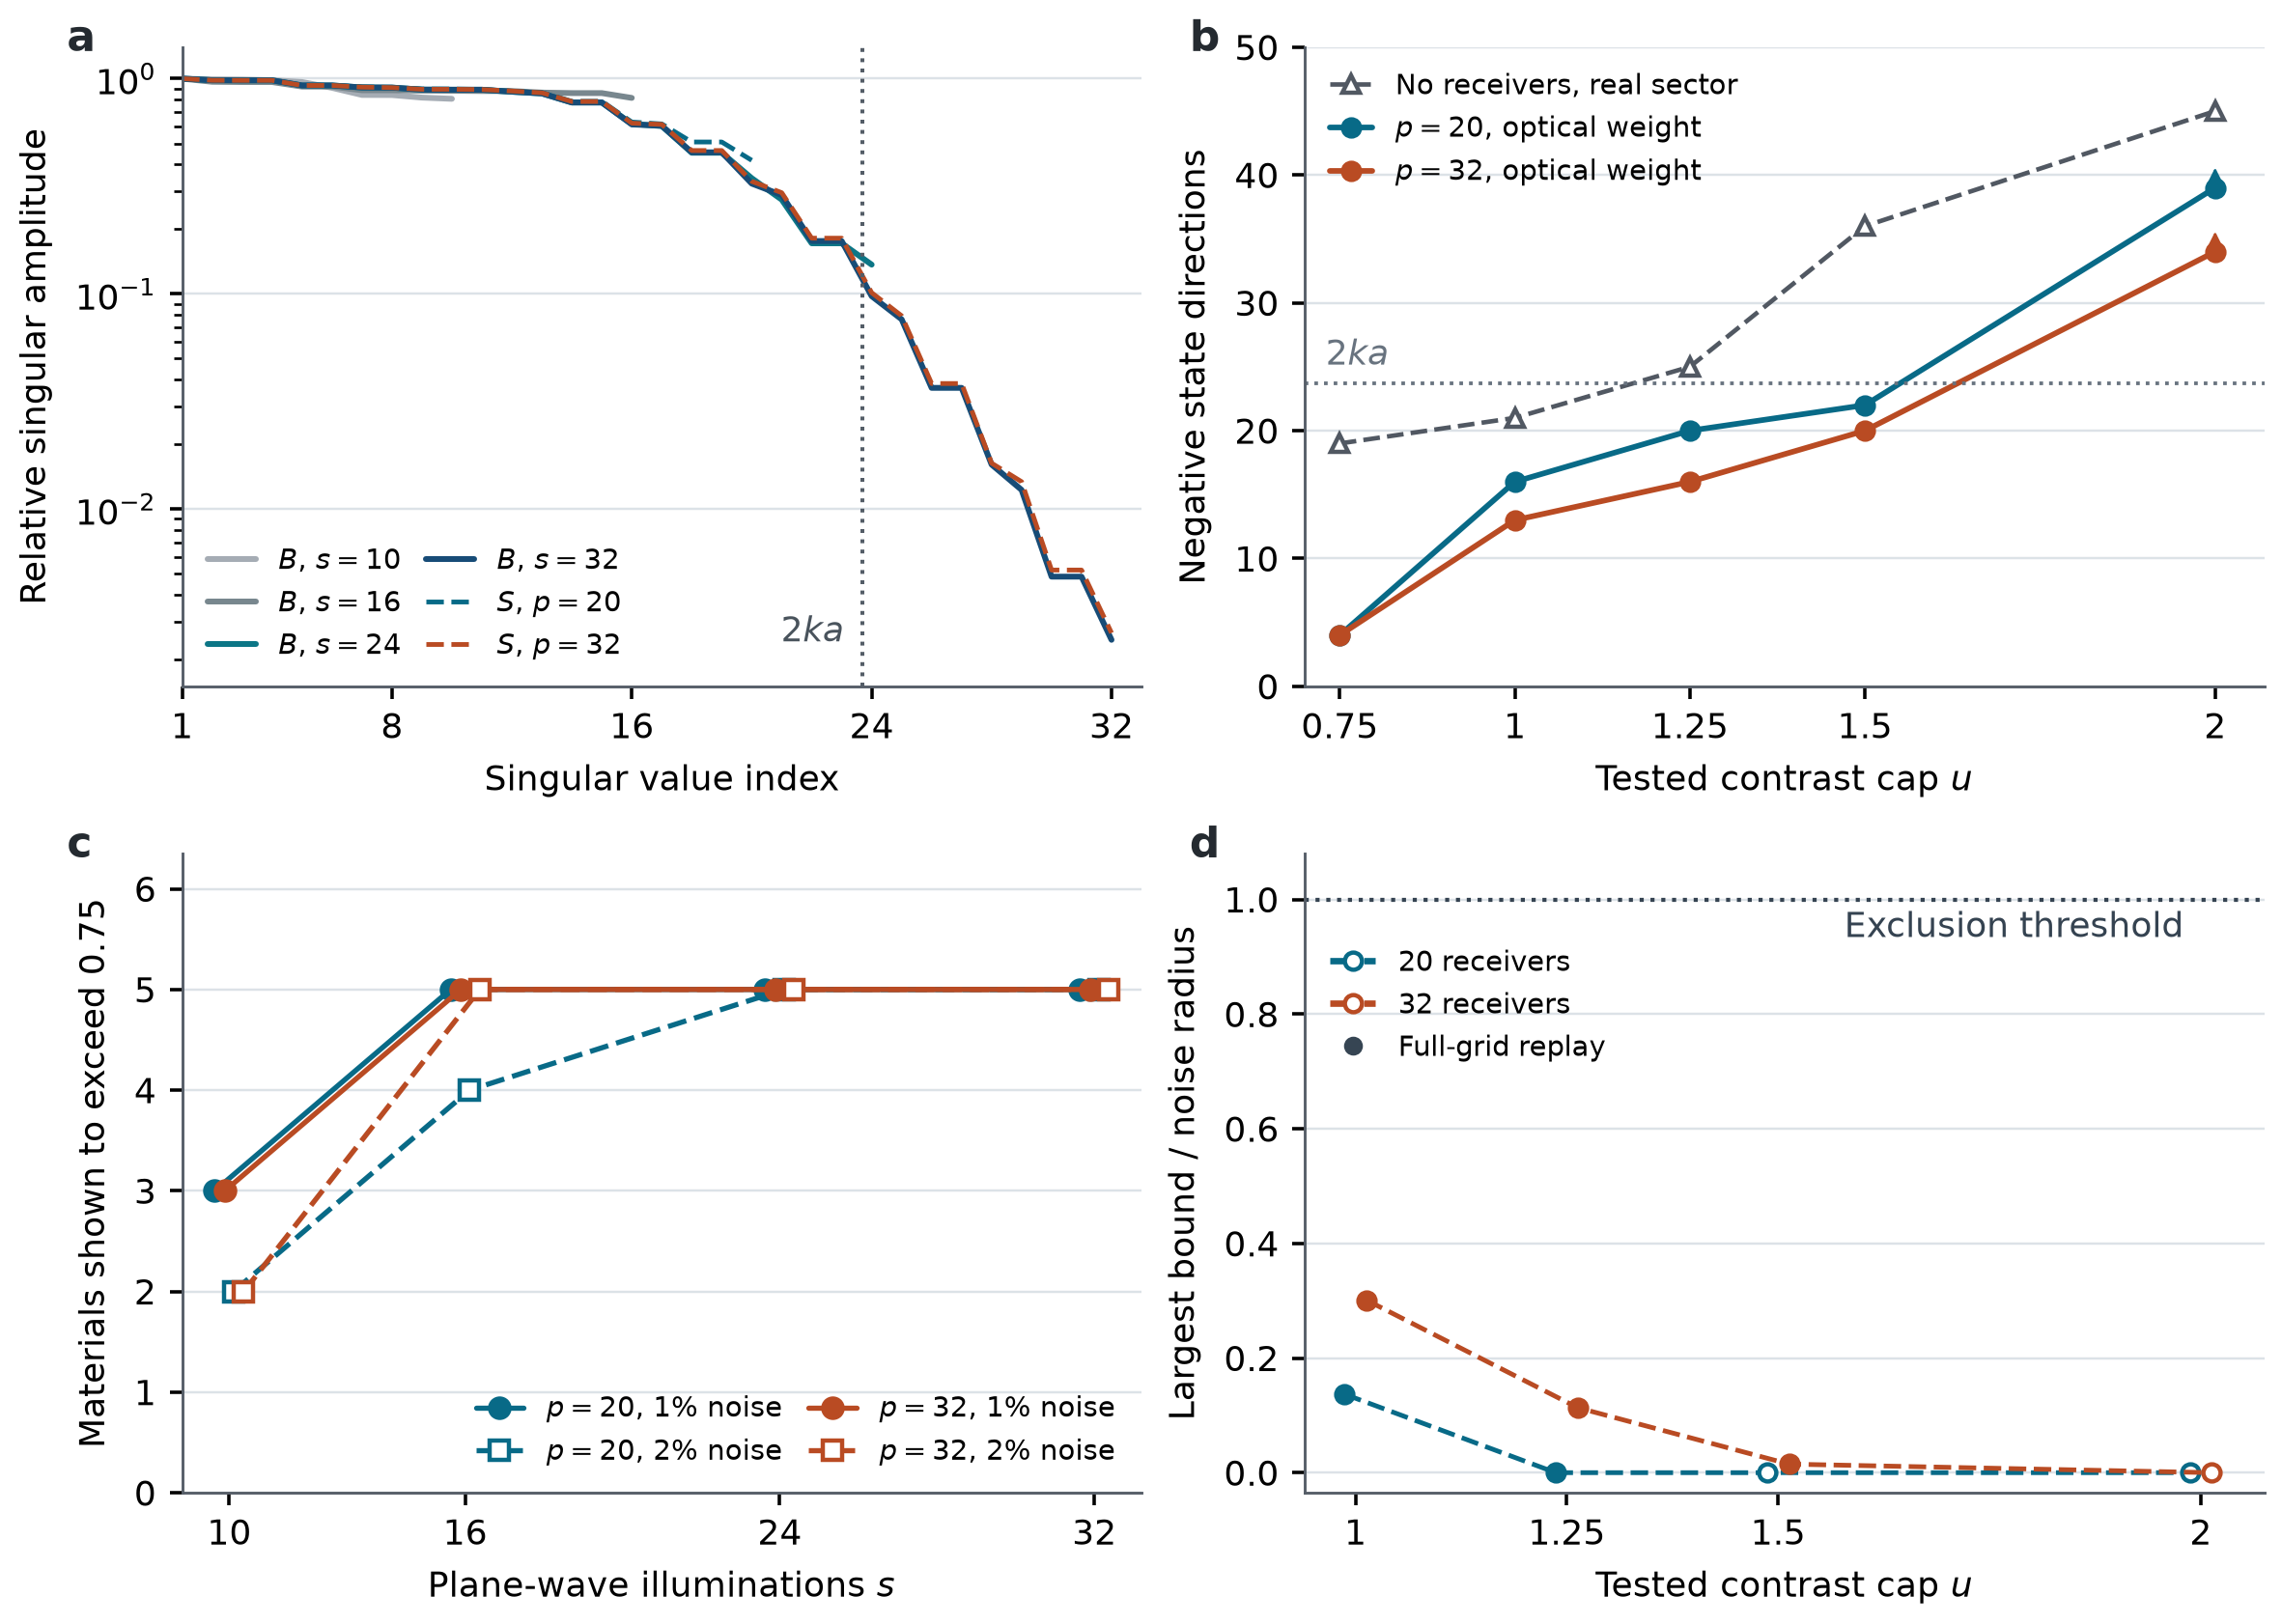 a
Relative singular amplitude
10⁰
10⁻¹
10⁻²
B, s = 10
B, s = 16
B, s = 24
B, s = 32
S, p = 20
S, p = 32
2ka
1 8 16 24 32
Singular value index
b
Negative state directions
50
40
30
20
10
0
No receivers, real sector
p = 20, optical weight
p = 32, optical weight
2ka
0.75 1 1.25 1.5 2
Tested contrast cap u
c
Materials shown to exceed 0.75
6
5
4
3
2
1
0
p = 20, 1% noise
p = 20, 2% noise
p = 32, 1% noise
p = 32, 2% noise
10 16 24 32
Plane-wave illuminations s
d
Largest bound / noise radius
1.0
0.8
0.6
0.4
0.2
0.0
Exclusion threshold
20 receivers
32 receivers
Full-grid replay
1 1.25 1.5 2
Tested contrast cap u